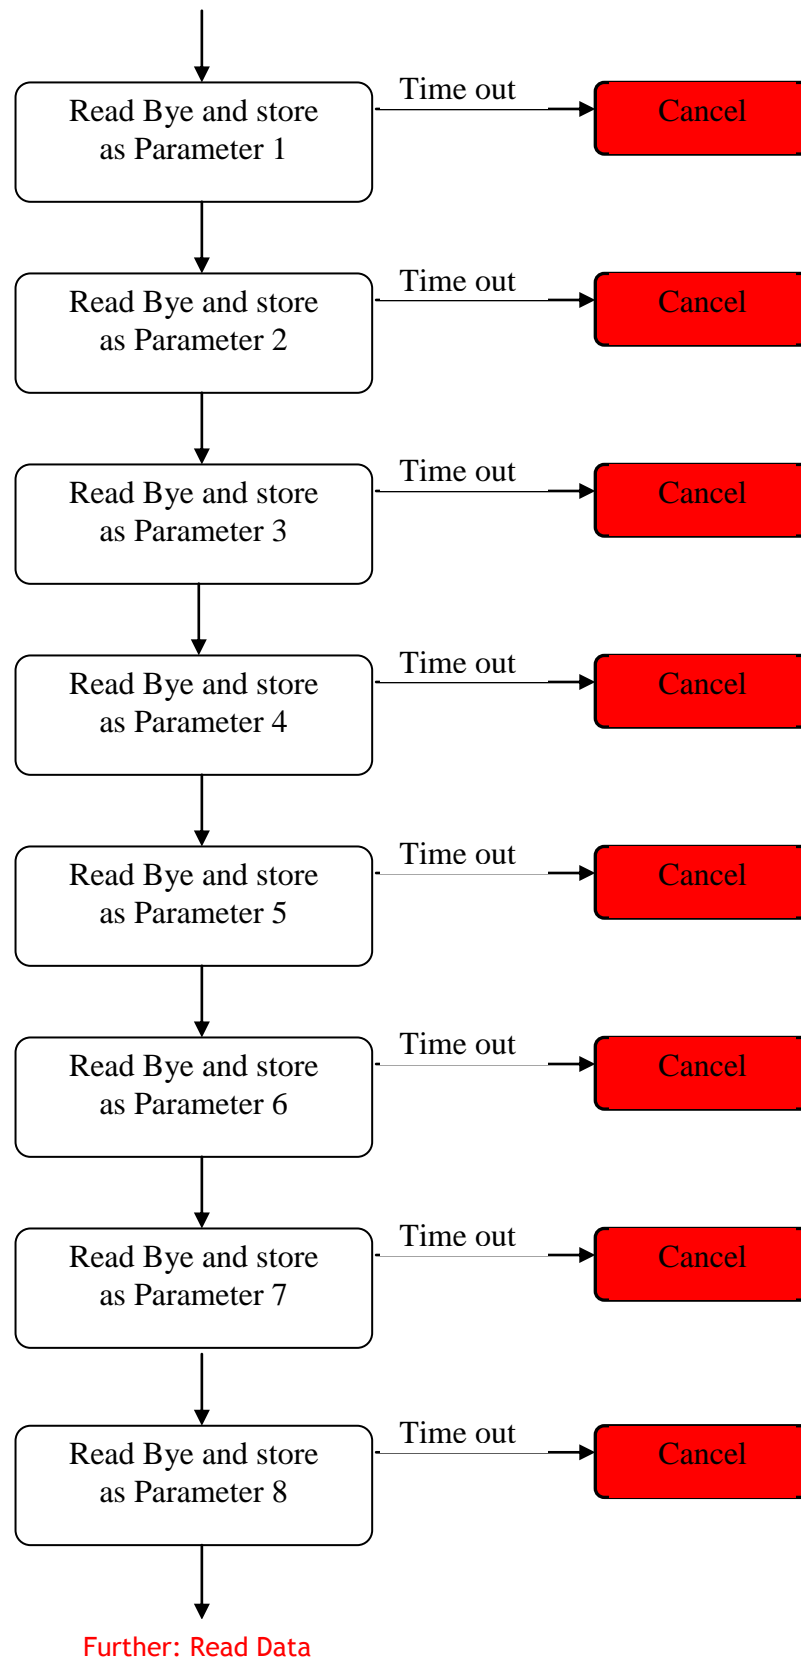 Time out
Read Bye and store
as Parameter 1
Cancel
Time out
Read Bye and store
as Parameter 2
Cancel
Time out
Read Bye and store
as Parameter 3
Cancel
Time out
Read Bye and store
as Parameter 4
Cancel
Time out
Read Bye and store
as Parameter 5
Cancel
Time out
Read Bye and store
as Parameter 6
Cancel
Time out
Read Bye and store
as Parameter 7
Cancel
Time out
Read Bye and store
as Parameter 8
Cancel
Further: Read Data